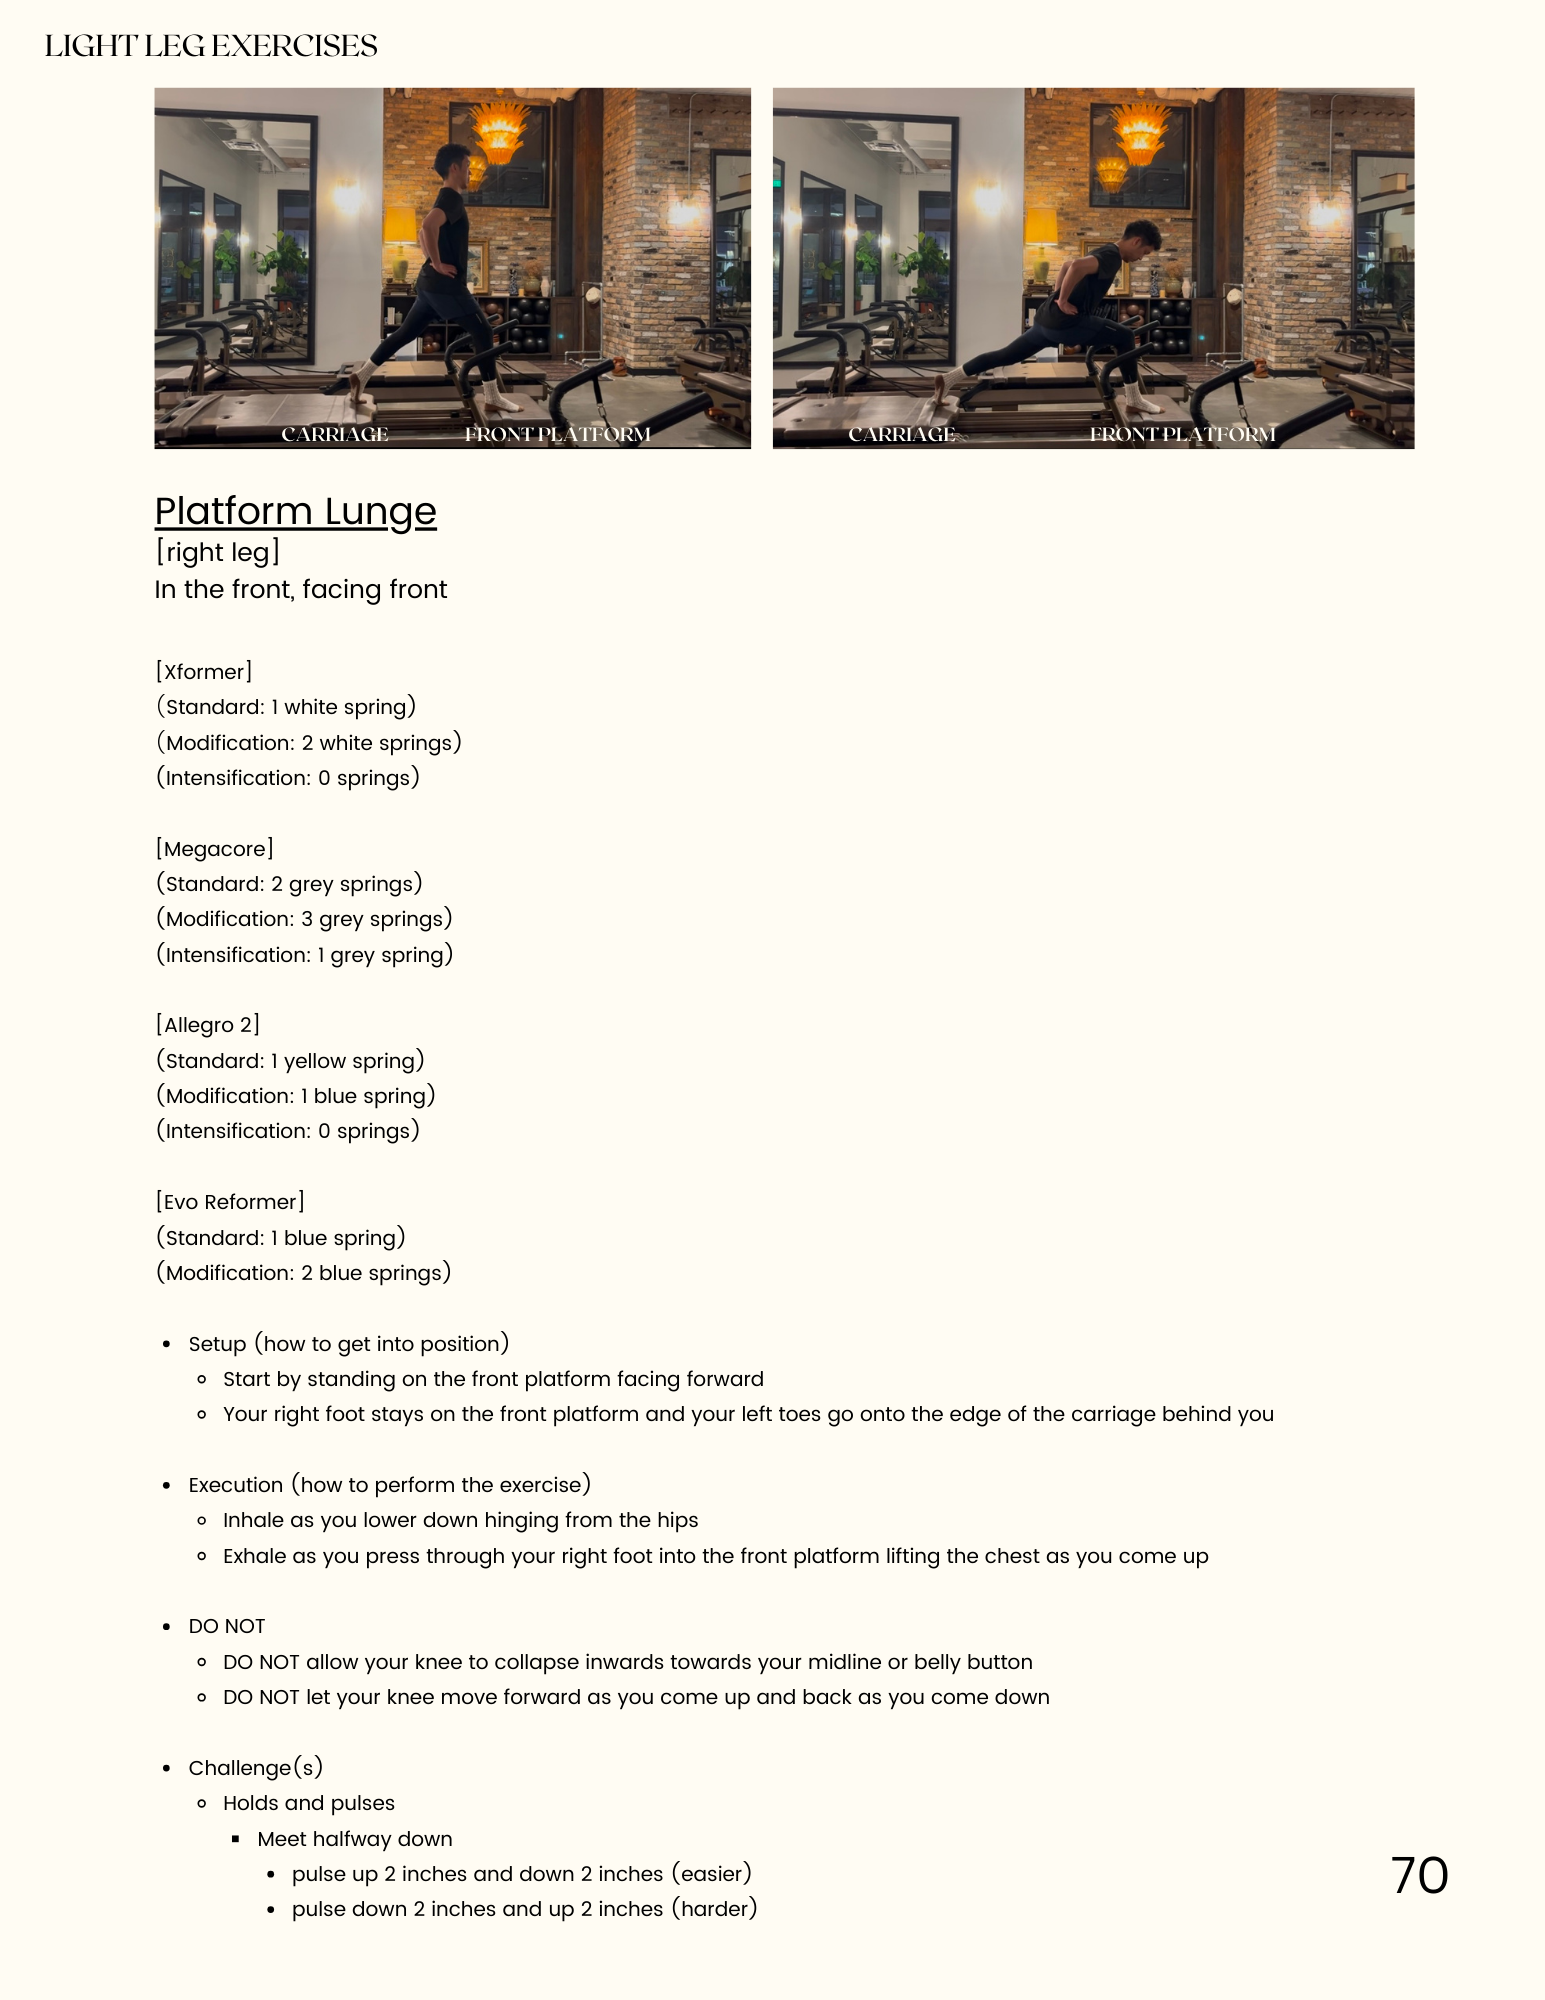 LIGHT LEG EXERCISES
CARRIAGE FRONT PLATFORM
CARRIAGE FRONT PLATFORM
Platform Lunge
[right leg]
In the front, facing front
[Xformer]
(Standard: 1 white spring)
(Modification: 2 white springs)
(Intensification: 0 springs)
[Megacore]
(Standard: 2 grey springs)
(Modification: 3 grey springs)
(Intensification: 1 grey spring)
[Allegro 2]
(Standard: 1 yellow spring)
(Modification: 1 blue spring)
(Intensification: 0 springs)
[Evo Reformer]
(Standard: 1 blue spring)
(Modification: 2 blue springs)
• Setup (how to get into position)
◦ Start by standing on the front platform facing forward
◦ Your right foot stays on the front platform and your left toes go onto the edge of the carriage behind you
• Execution (how to perform the exercise)
◦ Inhale as you lower down hinging from the hips
◦ Exhale as you press through your right foot into the front platform lifting the chest as you come up
• DO NOT
◦ DO NOT allow your knee to collapse inwards towards your midline or belly button
◦ DO NOT let your knee move forward as you come up and back as you come down
• Challenge(s)
◦ Holds and pulses
▪ Meet halfway down
• pulse up 2 inches and down 2 inches (easier)
• pulse down 2 inches and up 2 inches (harder)
70